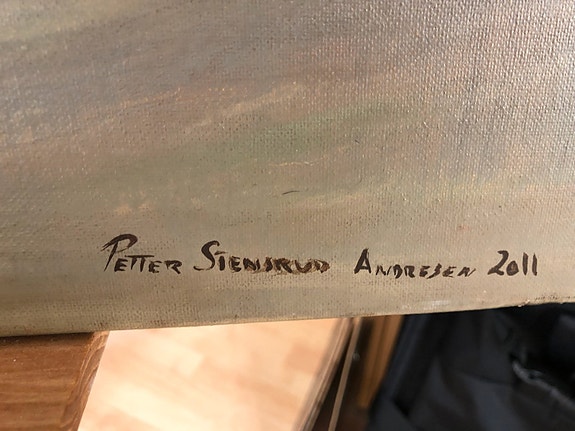 Petter Stensrud Andresen 2011